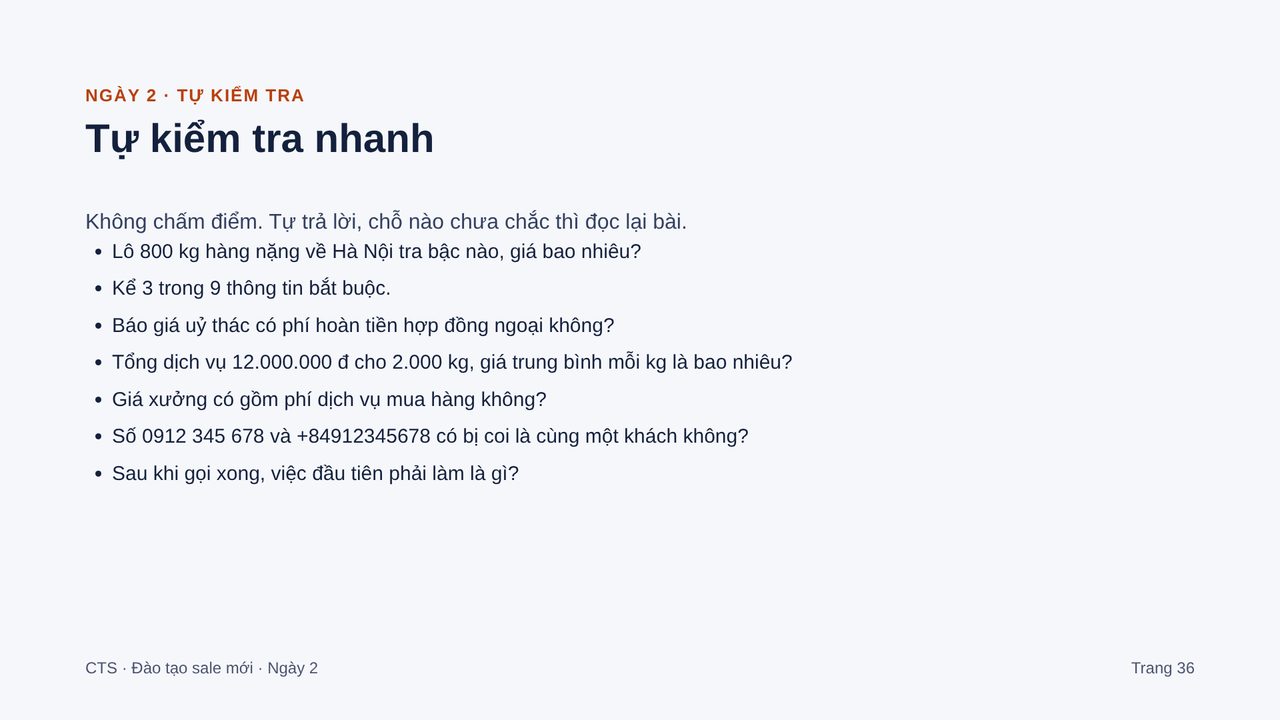 NGÀY 2 · TỰ KIỂM TRA
Tự kiểm tra nhanh
Không chấm điểm. Tự trả lời, chỗ nào chưa chắc thì đọc lại bài.
• Lô 800 kg hàng nặng về Hà Nội tra bậc nào, giá bao nhiêu?
• Kể 3 trong 9 thông tin bắt buộc.
• Báo giá uỷ thác có phí hoàn tiền hợp đồng ngoại không?
• Tổng dịch vụ 12.000.000 đ cho 2.000 kg, giá trung bình mỗi kg là bao nhiêu?
• Giá xưởng có gồm phí dịch vụ mua hàng không?
• Số 0912 345 678 và +84912345678 có bị coi là cùng một khách không?
• Sau khi gọi xong, việc đầu tiên phải làm là gì?
CTS · Đào tạo sale mới · Ngày 2
Trang 36